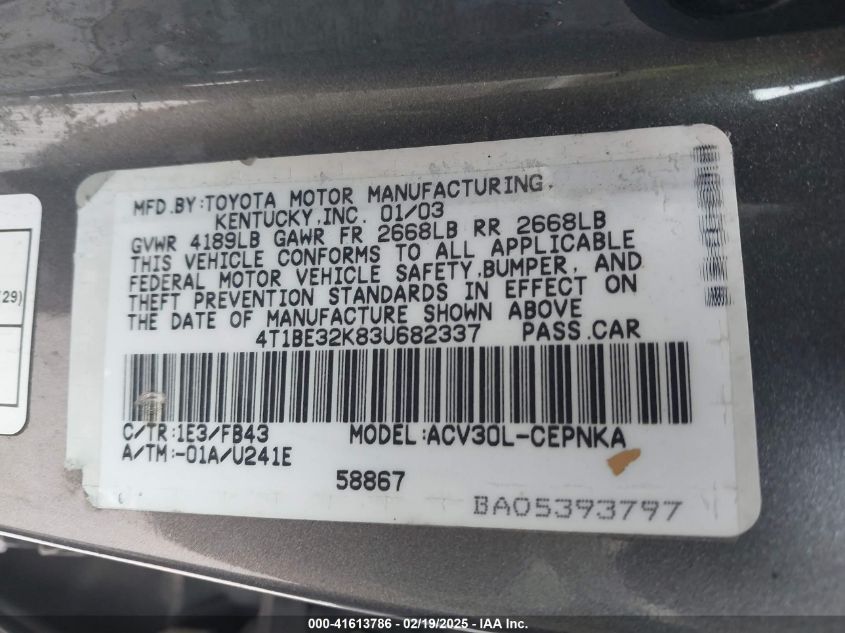 MFD.BY:TOYOTA MOTOR MANUFACTURING,
KENTUCKY,INC. 01/03
GVWR 4189LB GAWR FR 2668LB RR 2668LB
THIS VEHICLE CONFORMS TO ALL APPLICABLE
FEDERAL MOTOR VEHICLE SAFETY,BUMPER, AND
THEFT PREVENTION STANDARDS IN EFFECT ON
THE DATE OF MANUFACTURE SHOWN ABOVE
4T1BE32K83U682337 PASS.CAR
C/TR:1E3/FB43 MODEL:ACV30L-CEPNKA
A/TM:-01A/U241E
58867
BA05393797
29)
000-41613786 - 02/19/2025 - IAA Inc.